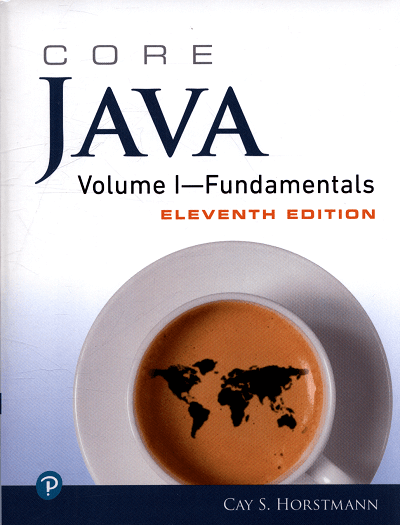 CORE
JAVA
Volume I—Fundamentals
ELEVENTH EDITION
P
CAY S. HORSTMANN